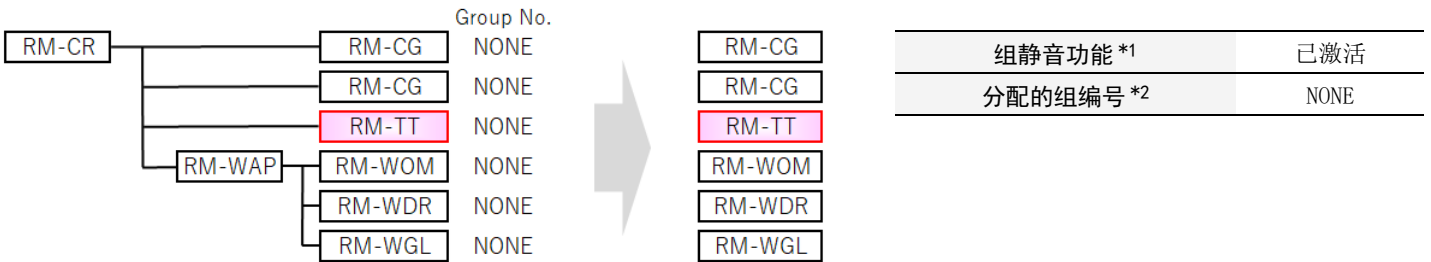 Group No.
RM-CR RM-CG NONE RM-CG 组静音功能 *1 已激活
RM-CG NONE RM-CG 分配的组编号 *2 NONE
RM-TT NONE RM-TT
RM-WAP RM-WOM NONE RM-WOM
RM-WDR NONE RM-WDR
RM-WGL NONE RM-WGL